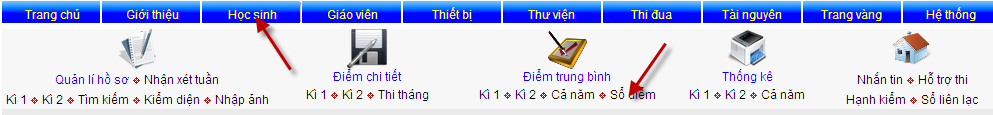 Trang chủ Giới thiệu Học sinh Giáo viên Thiết bị Thư viện Thi đua Tài nguyên Trang vàng Hệ thống
Quản lí hồ sơ ❖ Nhận xét tuần
Kì 1 ❖ Kì 2 ❖ Tìm kiếm ❖ Kiểm diện ❖ Nhập ảnh
Điểm chi tiết
Kì 1 ❖ Kì 2 ❖ Thi tháng
Điểm trung bình
Kì 1 ❖ Kì 2 ❖ Cả năm ❖ Sổ điểm
Thống kê
Kì 1 ❖ Kì 2 ❖ Cả năm
Nhắn tin ❖ Hỗ trợ thi
Hạnh kiểm ❖ Sổ liên lạc